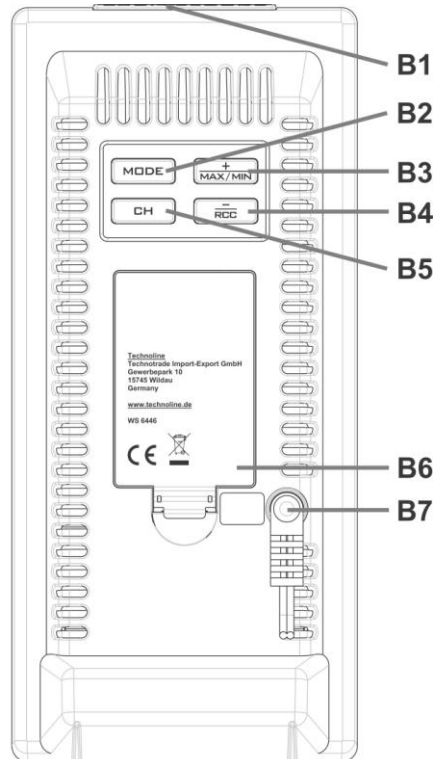 B1
B2
MODE
+
MAX/MIN
B3
CH
−
RCC
B4
B5
Technoline
Technotrade Import-Export GmbH
Gewerbepark 10
15745 Wildau
Germany
www.technoline.de
WS 6446
CE
B6
B7